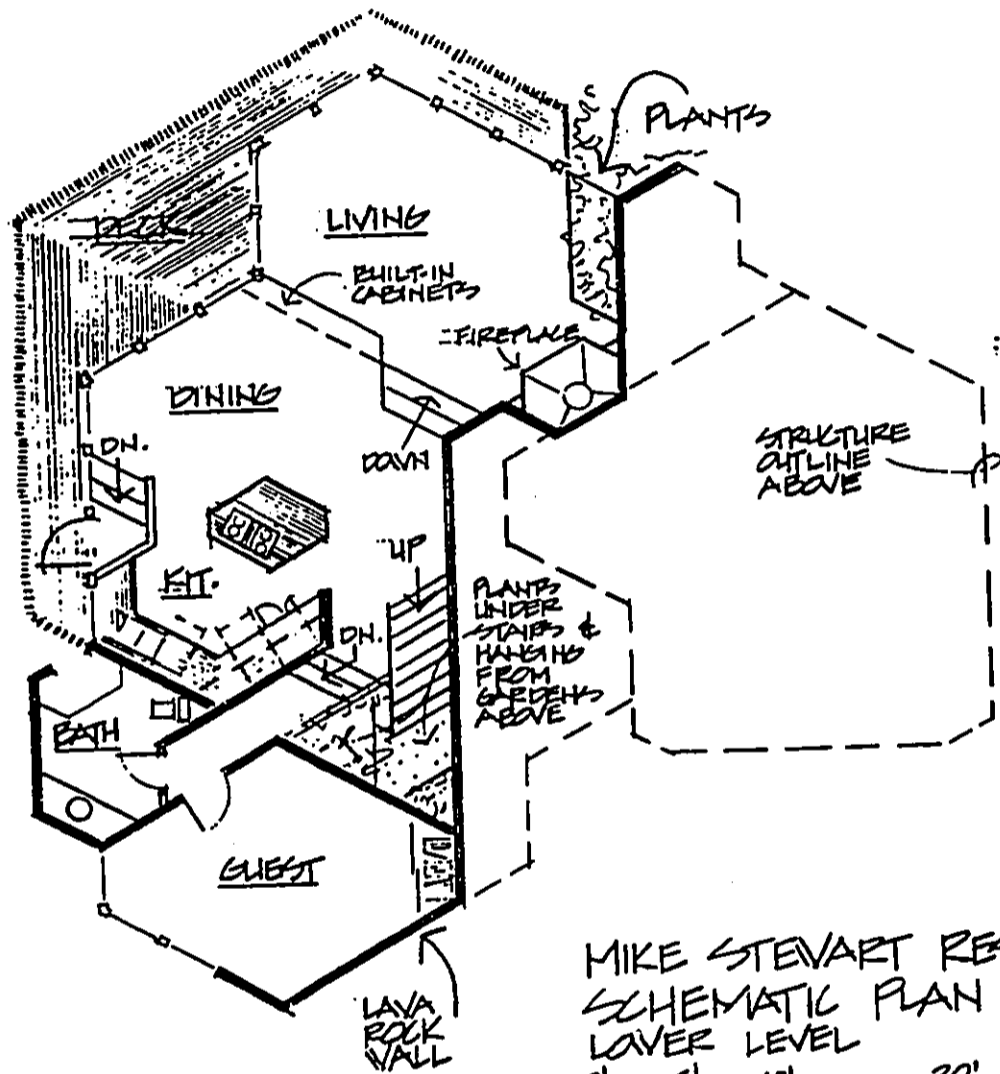 PLANTS
LIVING
DECK
BUILT-IN
CABINETS
FIREPLACE
DINING
DN.
DOWN
STRUCTURE
OUTLINE
ABOVE
UP
KIT.
PLANTS
UNDER
STAIRS &
HANGING
FROM
GARDENS
ABOVE
DN.
BATH
GUEST
LAVA
ROCK
WALL
MIKE STEWART RES
SCHEMATIC PLAN
LOWER LEVEL